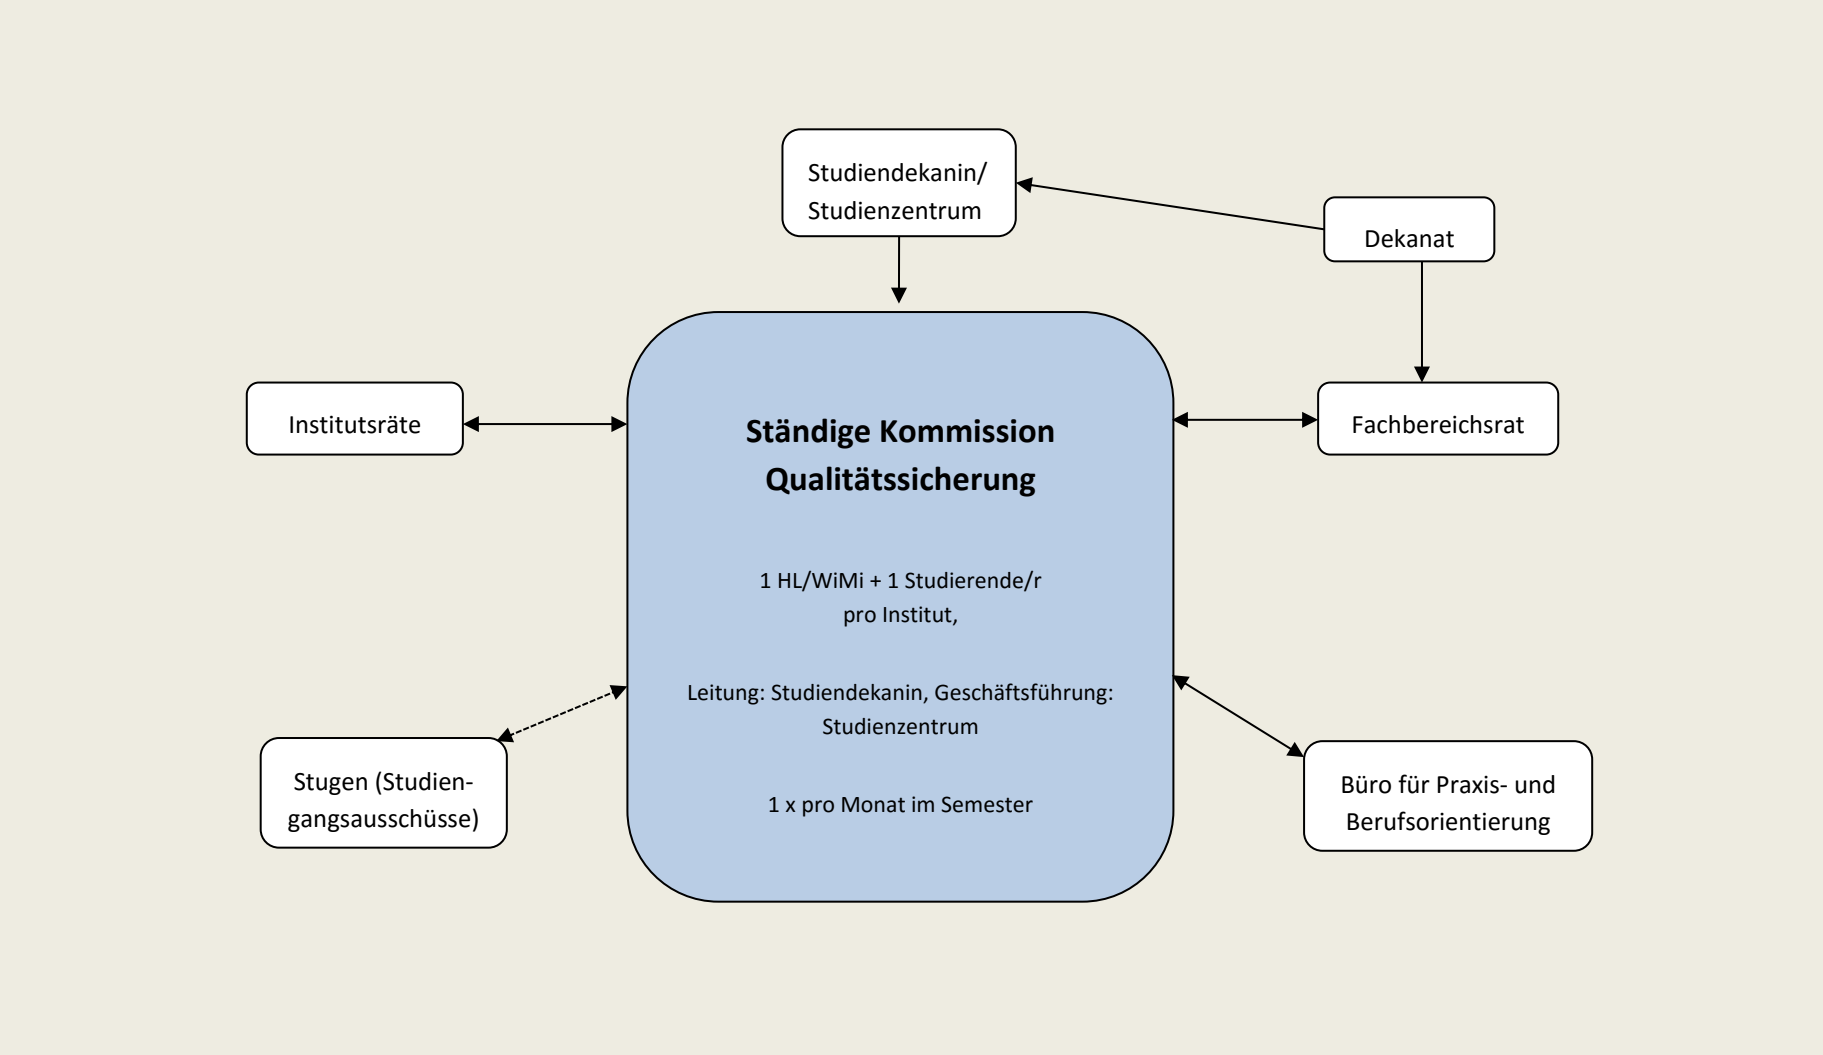 Studiendekanin/
Studienzentrum
Dekanat
Institutsräte
Ständige Kommission
Qualitätssicherung
Fachbereichsrat
1 HL/WiMi + 1 Studierende/r
pro Institut,
Leitung: Studiendekanin, Geschäftsführung:
Studienzentrum
1 x pro Monat im Semester
Stugen (Studien-
gangsausschüsse)
Büro für Praxis- und
Berufsorientierung